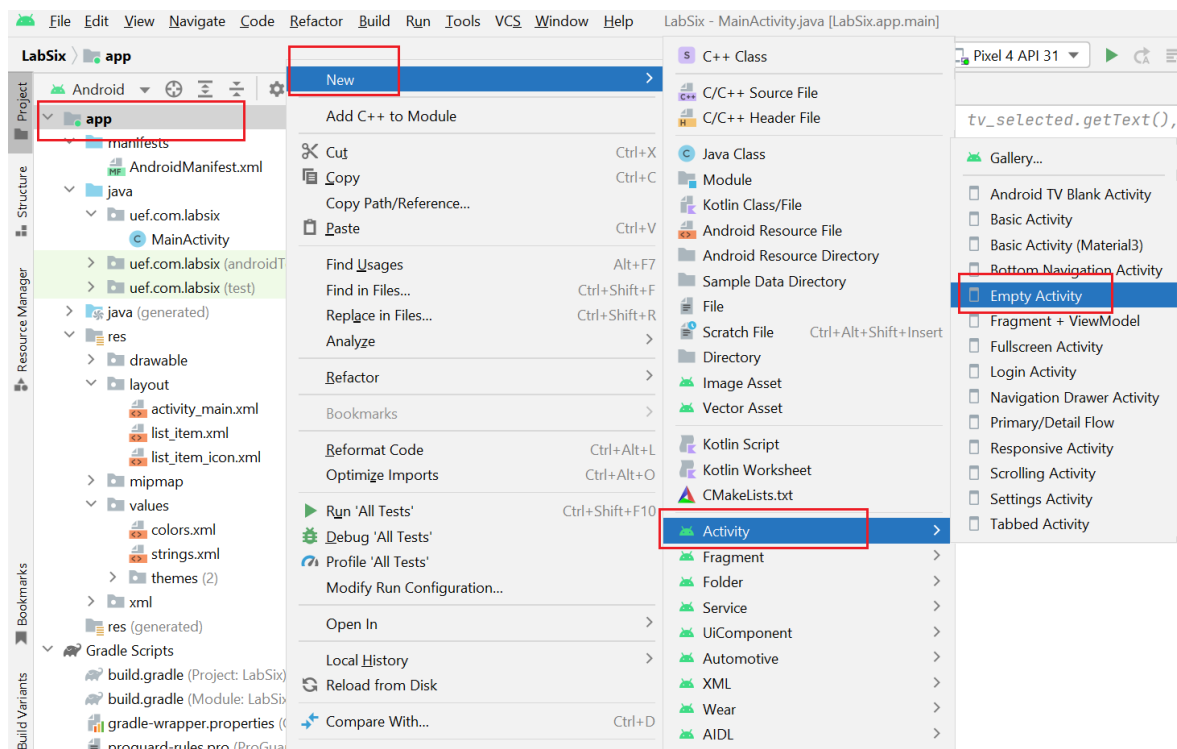 File Edit View Navigate Code Refactor Build Run Tools VCS Window Help LabSix - MainActivity.java [LabSix.app.main]
LabSix app
Pixel 4 API 31
Project
Android
app
manifests
AndroidManifest.xml
java
uef.com.labsix
MainActivity
uef.com.labsix (androidT
uef.com.labsix (test)
java (generated)
res
drawable
layout
activity_main.xml
list_item.xml
list_item_icon.xml
mipmap
values
colors.xml
strings.xml
themes (2)
xml
res (generated)
Gradle Scripts
build.gradle (Project: LabSix)
build.gradle (Module: LabSix
gradle-wrapper.properties (
proguard-rules.pro (ProGua
Structure
Resource Manager
Bookmarks
Build Variants
New
Add C++ to Module
Cut Ctrl+X
Copy Ctrl+C
Copy Path/Reference...
Paste Ctrl+V
Find Usages Alt+F7
Find in Files... Ctrl+Shift+F
Replace in Files... Ctrl+Shift+R
Analyze
Refactor
Bookmarks
Reformat Code Ctrl+Alt+L
Optimize Imports Ctrl+Alt+O
Run 'All Tests' Ctrl+Shift+F10
Debug 'All Tests'
Profile 'All Tests'
Modify Run Configuration...
Open In
Local History
Reload from Disk
Compare With... Ctrl+D
C++ Class
C/C++ Source File
C/C++ Header File
Java Class
Module
Kotlin Class/File
Android Resource File
Android Resource Directory
Sample Data Directory
File
Scratch File Ctrl+Alt+Shift+Insert
Directory
Image Asset
Vector Asset
Kotlin Script
Kotlin Worksheet
CMakeLists.txt
Activity
Fragment
Folder
Service
UiComponent
Automotive
XML
Wear
AIDL
tv_selected.getText(),
Gallery...
Android TV Blank Activity
Basic Activity
Basic Activity (Material3)
Bottom Navigation Activity
Empty Activity
Fragment + ViewModel
Fullscreen Activity
Login Activity
Navigation Drawer Activity
Primary/Detail Flow
Responsive Activity
Scrolling Activity
Settings Activity
Tabbed Activity